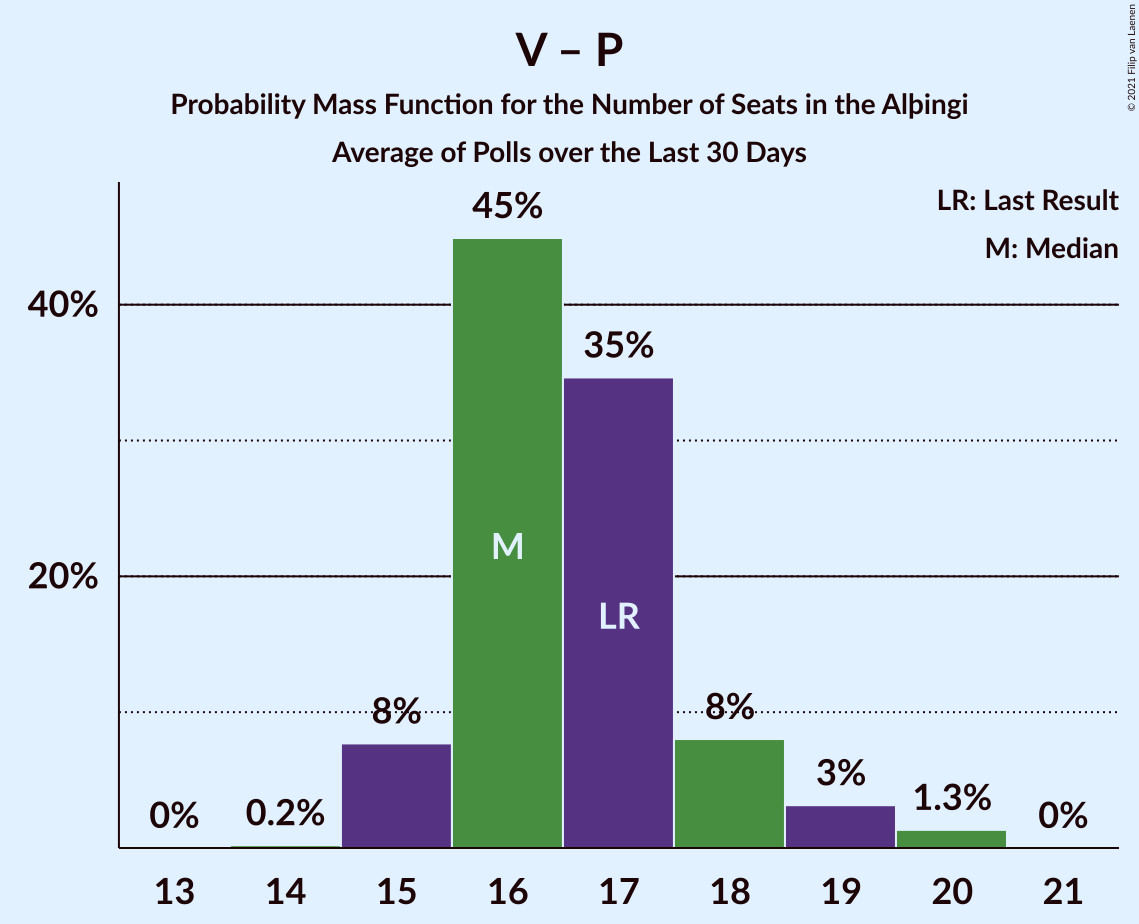 V – P
Probability Mass Function for the Number of Seats in the Alþingi
Average of Polls over the Last 30 Days
© 2021 Filip van Laenen
LR: Last Result
M: Median
45%
40%
35%
M
20%
LR
8%
8%
3%
1.3%
0%
0.2%
0%
13 14 15 16 17 18 19 20 21